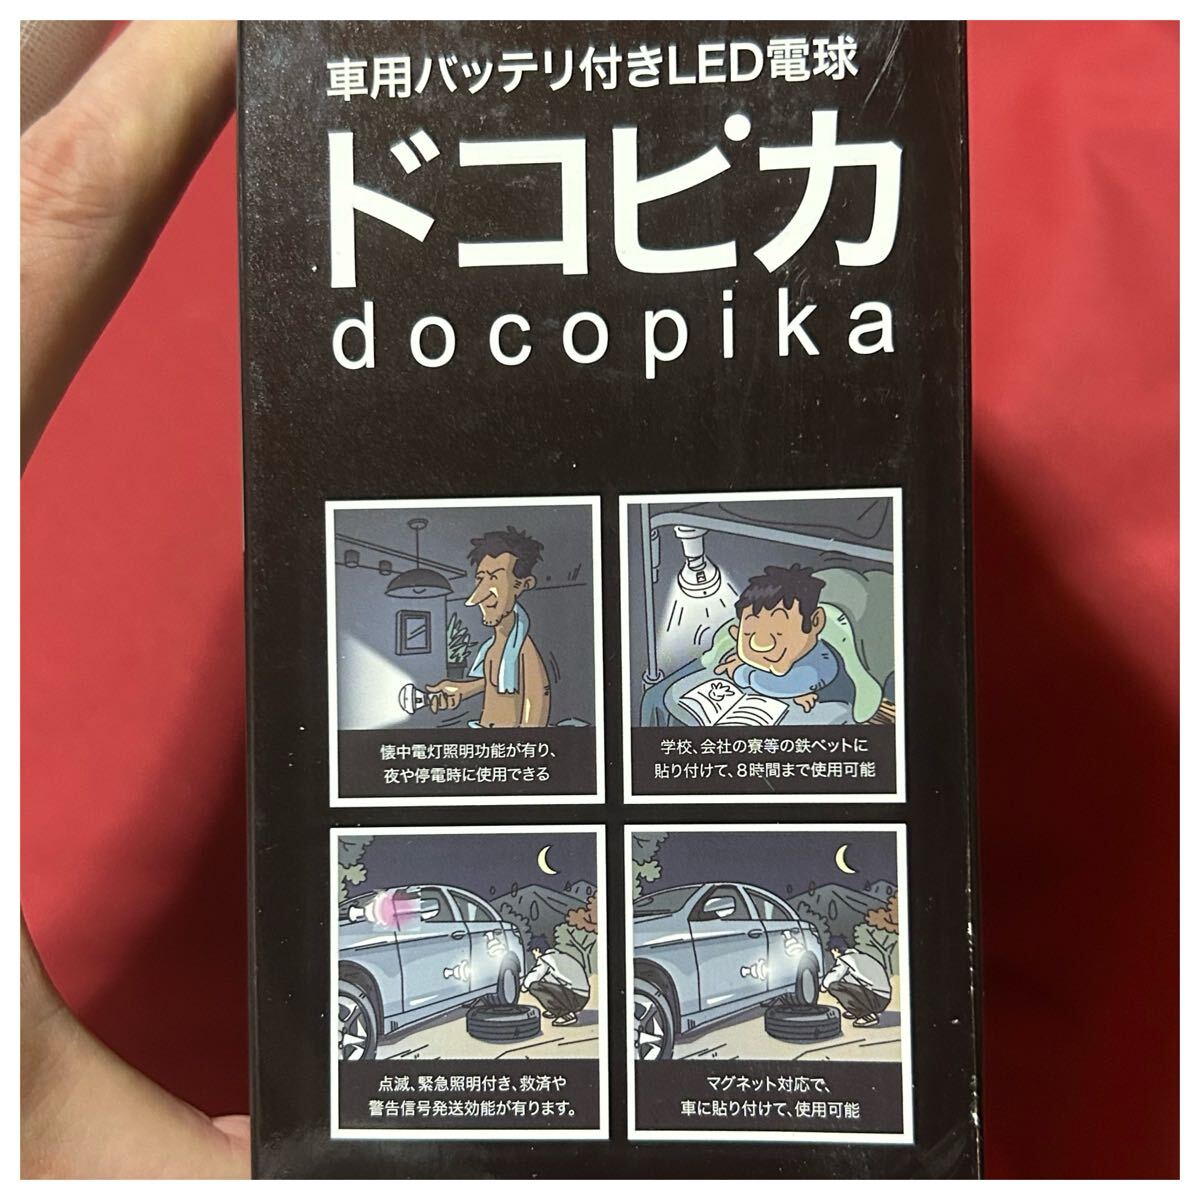 車用バッテリ付きLED電球
ドコピカ
docopika
懐中電灯照明功能が有り、
夜や停電時に使用できる
学校、会社の寮等の鉄ベットに
貼り付けて、8時間まで使用可能
点滅、緊急照明付き、救済や
警告信号発送効能が有ります。
マグネット対応で、
車に貼り付けて、使用可能